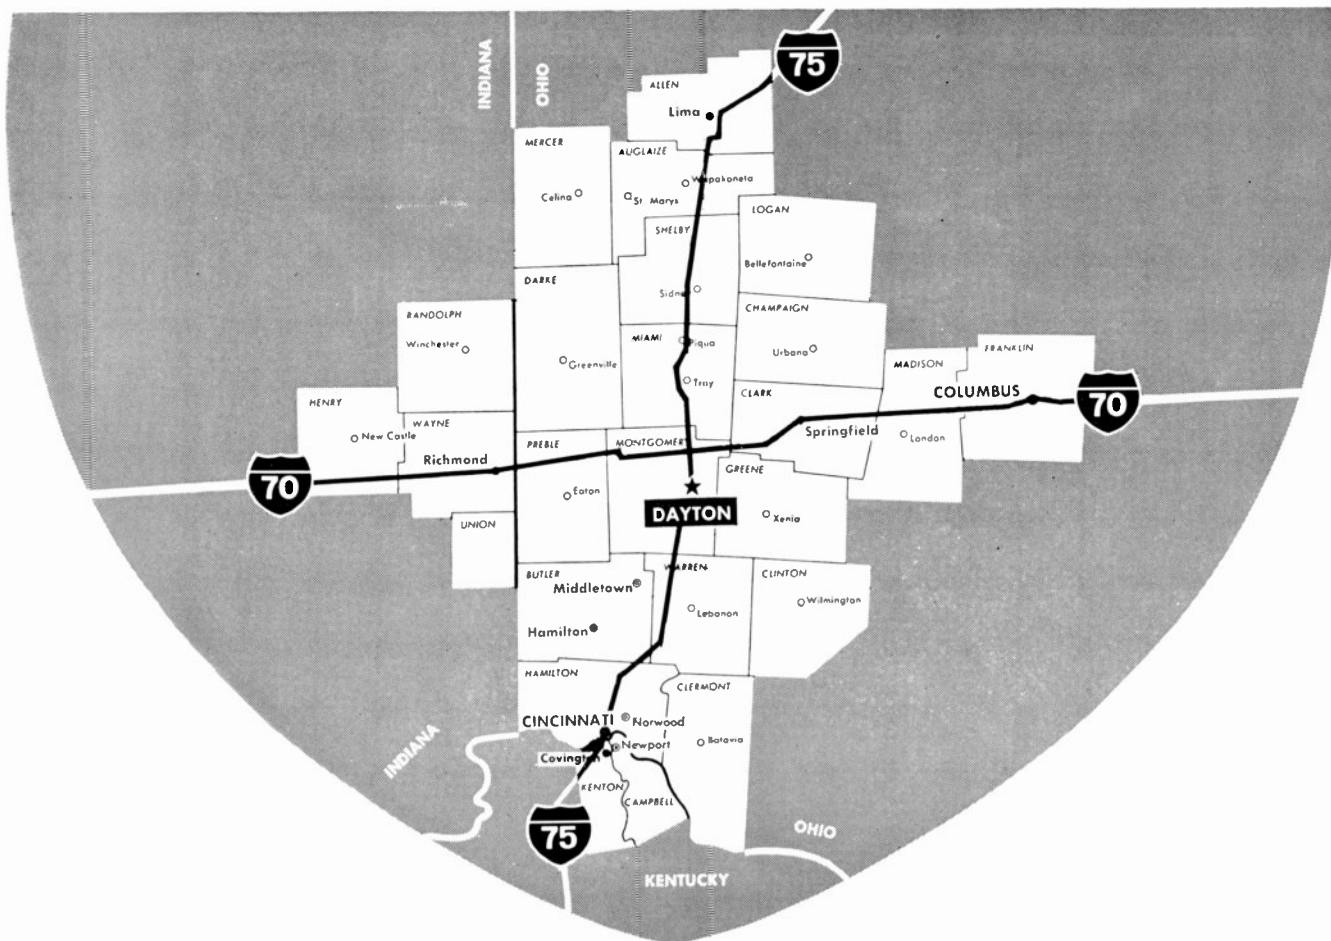 INDIANA
OHIO
75
ALLEN
Lima
MERCER
AUGLAIZE
Wapakoneta
Celina
St. Marys
LOGAN
SHELBY
Bellefontaine
DARKE
Sidney
CHAMPAIGN
RANDOLPH
Winchester
MIAMI
Piqua
Urbana
FRANKLIN
Greenville
MADISON
Troy
CLARK
COLUMBUS
70
HENRY
WAYNE
New Castle
PREBLE
MONTGOMERY
Springfield
London
Richmond
GREENE
70
Eaton
DAYTON
Xenia
UNION
BUTLER
WARREN
CLINTON
Middletown
Lebanon
Wilmington
Hamilton
HAMILTON
CLERMONT
CINCINNATI
Norwood
Newport
Batavia
INDIANA
Covington
KENTON
CAMPBELL
75
OHIO
KENTUCKY